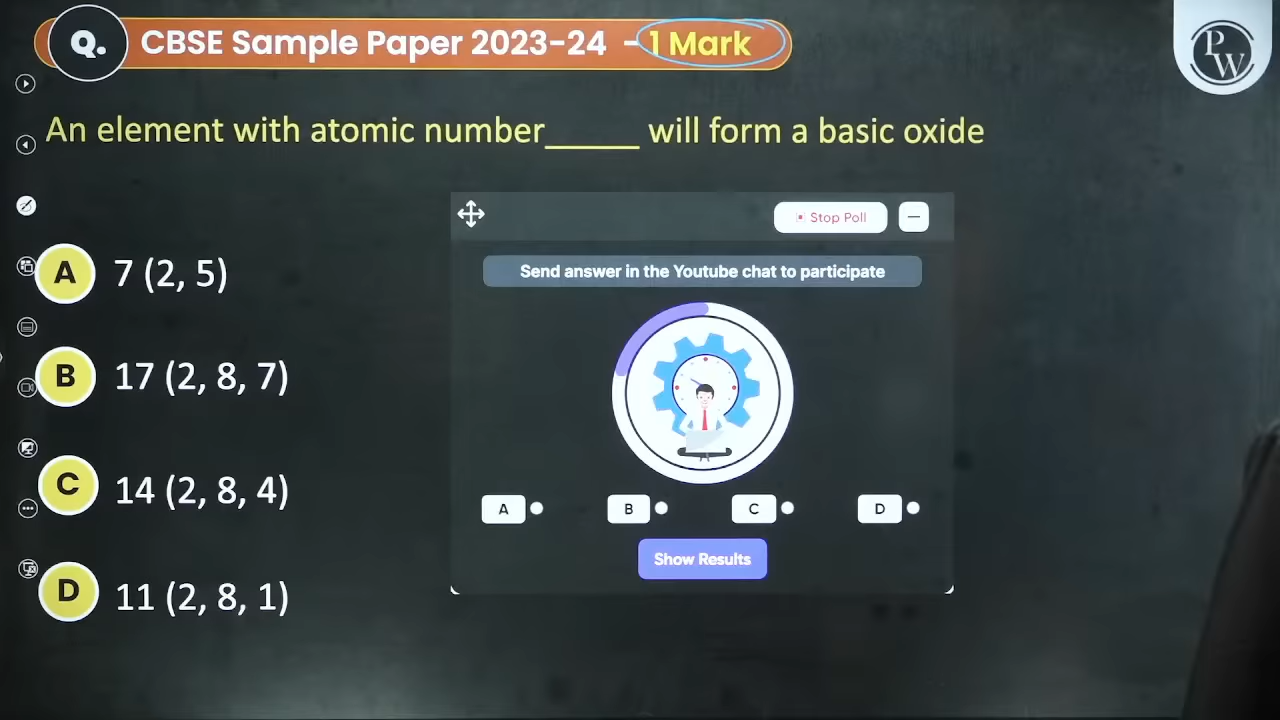 Q.
CBSE Sample Paper 2023-24 - 1 Mark
PW
An element with atomic number_____ will form a basic oxide
Stop Poll
Send answer in the Youtube chat to participate
A 7 (2, 5)
B 17 (2, 8, 7)
C 14 (2, 8, 4)
D 11 (2, 8, 1)
A B C D
Show Results